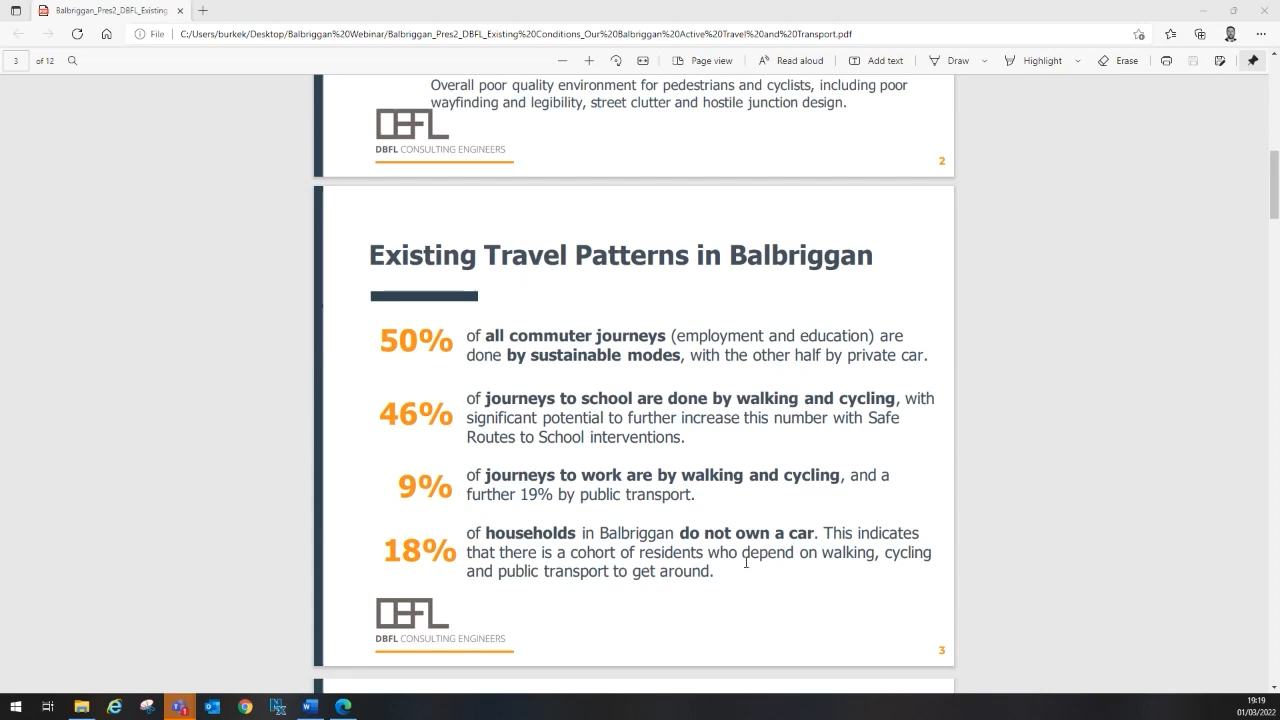 Balbriggan_Pres2_DBFL_Existing
File
C:/Users/burkek/Desktop/Balbriggan%20Webinar/Balbriggan_Pres2_DBFL_Existing%20Conditions_Our%20Balbriggan%20Active%20Travel%20and%20Transport.pdf
3 of 12
Page view
Read aloud
Add text
Draw
Highlight
Erase
Overall poor quality environment for pedestrians and cyclists, including poor
wayfinding and legibility, street clutter and hostile junction design.
DBFL
DBFL CONSULTING ENGINEERS
2
Existing Travel Patterns in Balbriggan
50%
of all commuter journeys (employment and education) are
done by sustainable modes, with the other half by private car.
46%
of journeys to school are done by walking and cycling, with
significant potential to further increase this number with Safe
Routes to School interventions.
9%
of journeys to work are by walking and cycling, and a
further 19% by public transport.
18%
of households in Balbriggan do not own a car. This indicates
that there is a cohort of residents who depend on walking, cycling
and public transport to get around.
DBFL
DBFL CONSULTING ENGINEERS
3
19:19
01/03/2022